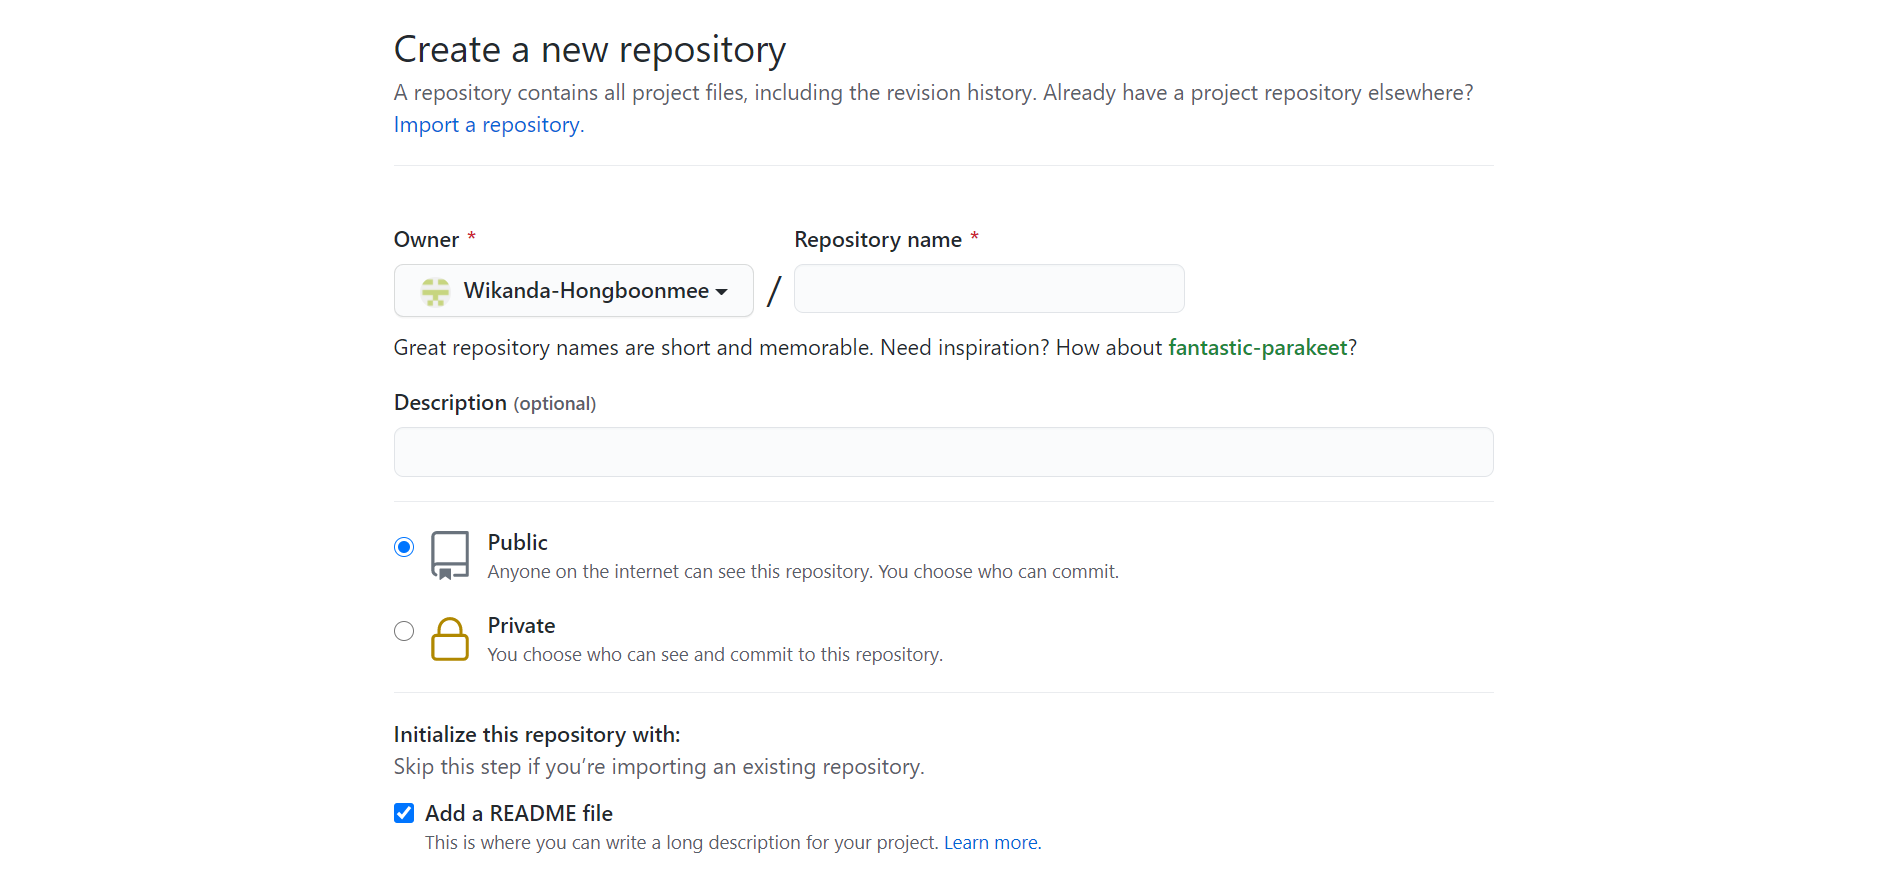 Create a new repository
A repository contains all project files, including the revision history. Already have a project repository elsewhere?
Import a repository.
Owner *
Repository name *
Wikanda-Hongboonmee
/
Great repository names are short and memorable. Need inspiration? How about fantastic-parakeet?
Description (optional)
Public
Anyone on the internet can see this repository. You choose who can commit.
Private
You choose who can see and commit to this repository.
Initialize this repository with:
Skip this step if you’re importing an existing repository.
Add a README file
This is where you can write a long description for your project. Learn more.